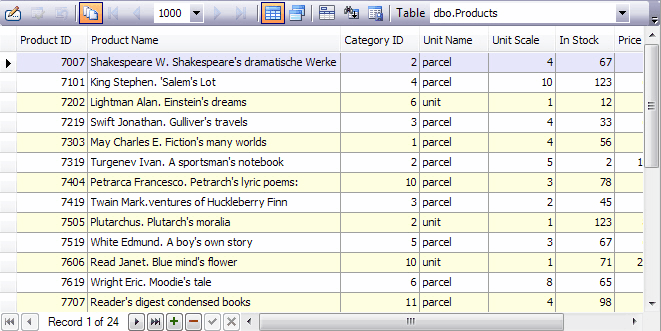 1000 Table dbo.Products
Product ID Product Name Category ID Unit Name Unit Scale In Stock Price
7007 Shakespeare W. Shakespeare's dramatische Werke 2 parcel 4 67
7101 King Stephen. 'Salem's Lot 4 parcel 10 123
7202 Lightman Alan. Einstein's dreams 6 unit 1 12
7219 Swift Jonathan. Gulliver's travels 3 parcel 4 33
7303 May Charles E. Fiction's many worlds 1 parcel 4 56
7319 Turgenev Ivan. A sportsman's notebook 2 parcel 5 2 1
7404 Petrarca Francesco. Petrarch's lyric poems: 10 parcel 3 78
7419 Twain Mark.ventures of Huckleberry Finn 3 parcel 2 45
7505 Plutarchus. Plutarch's moralia 2 unit 1 123
7519 White Edmund. A boy's own story 5 parcel 3 67
7606 Read Janet. Blue mind's flower 10 unit 1 71 2
7619 Wright Eric. Moodie's tale 6 parcel 8 65
7707 Reader's digest condensed books 11 parcel 4 98
Record 1 of 24